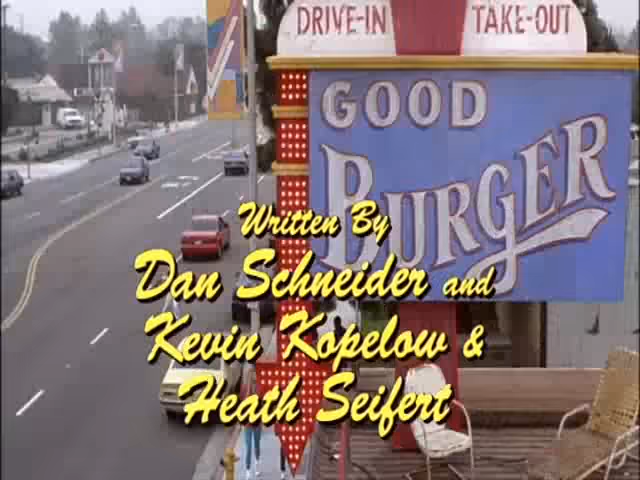 DRIVE-IN TAKE-OUT
GOOD
BURGER
Written By
Dan Schneider and
Kevin Kopelow &
Heath Seifert